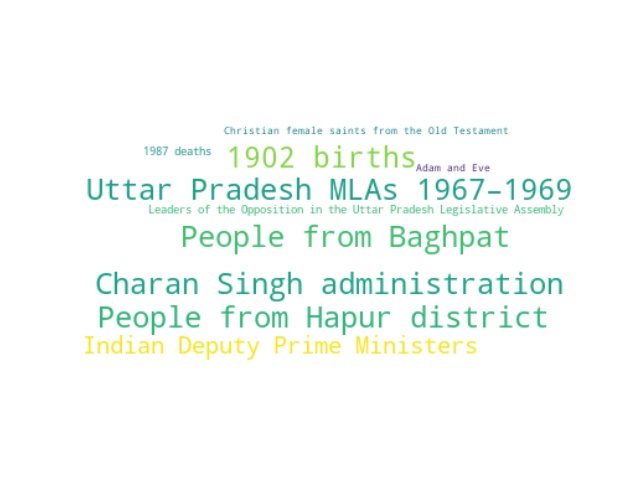 Christian female saints from the Old Testament
1987 deaths
1902 births
Adam and Eve
Uttar Pradesh MLAs 1967–1969
Leaders of the Opposition in the Uttar Pradesh Legislative Assembly
People from Baghpat
Charan Singh administration
People from Hapur district
Indian Deputy Prime Ministers